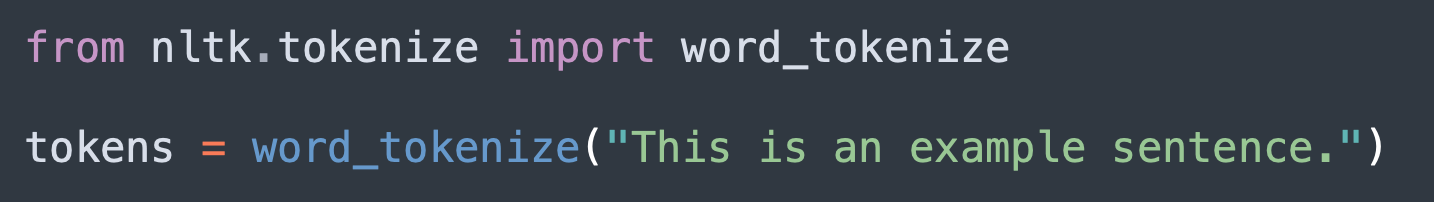 from nltk.tokenize import word_tokenize
tokens = word_tokenize("This is an example sentence.")